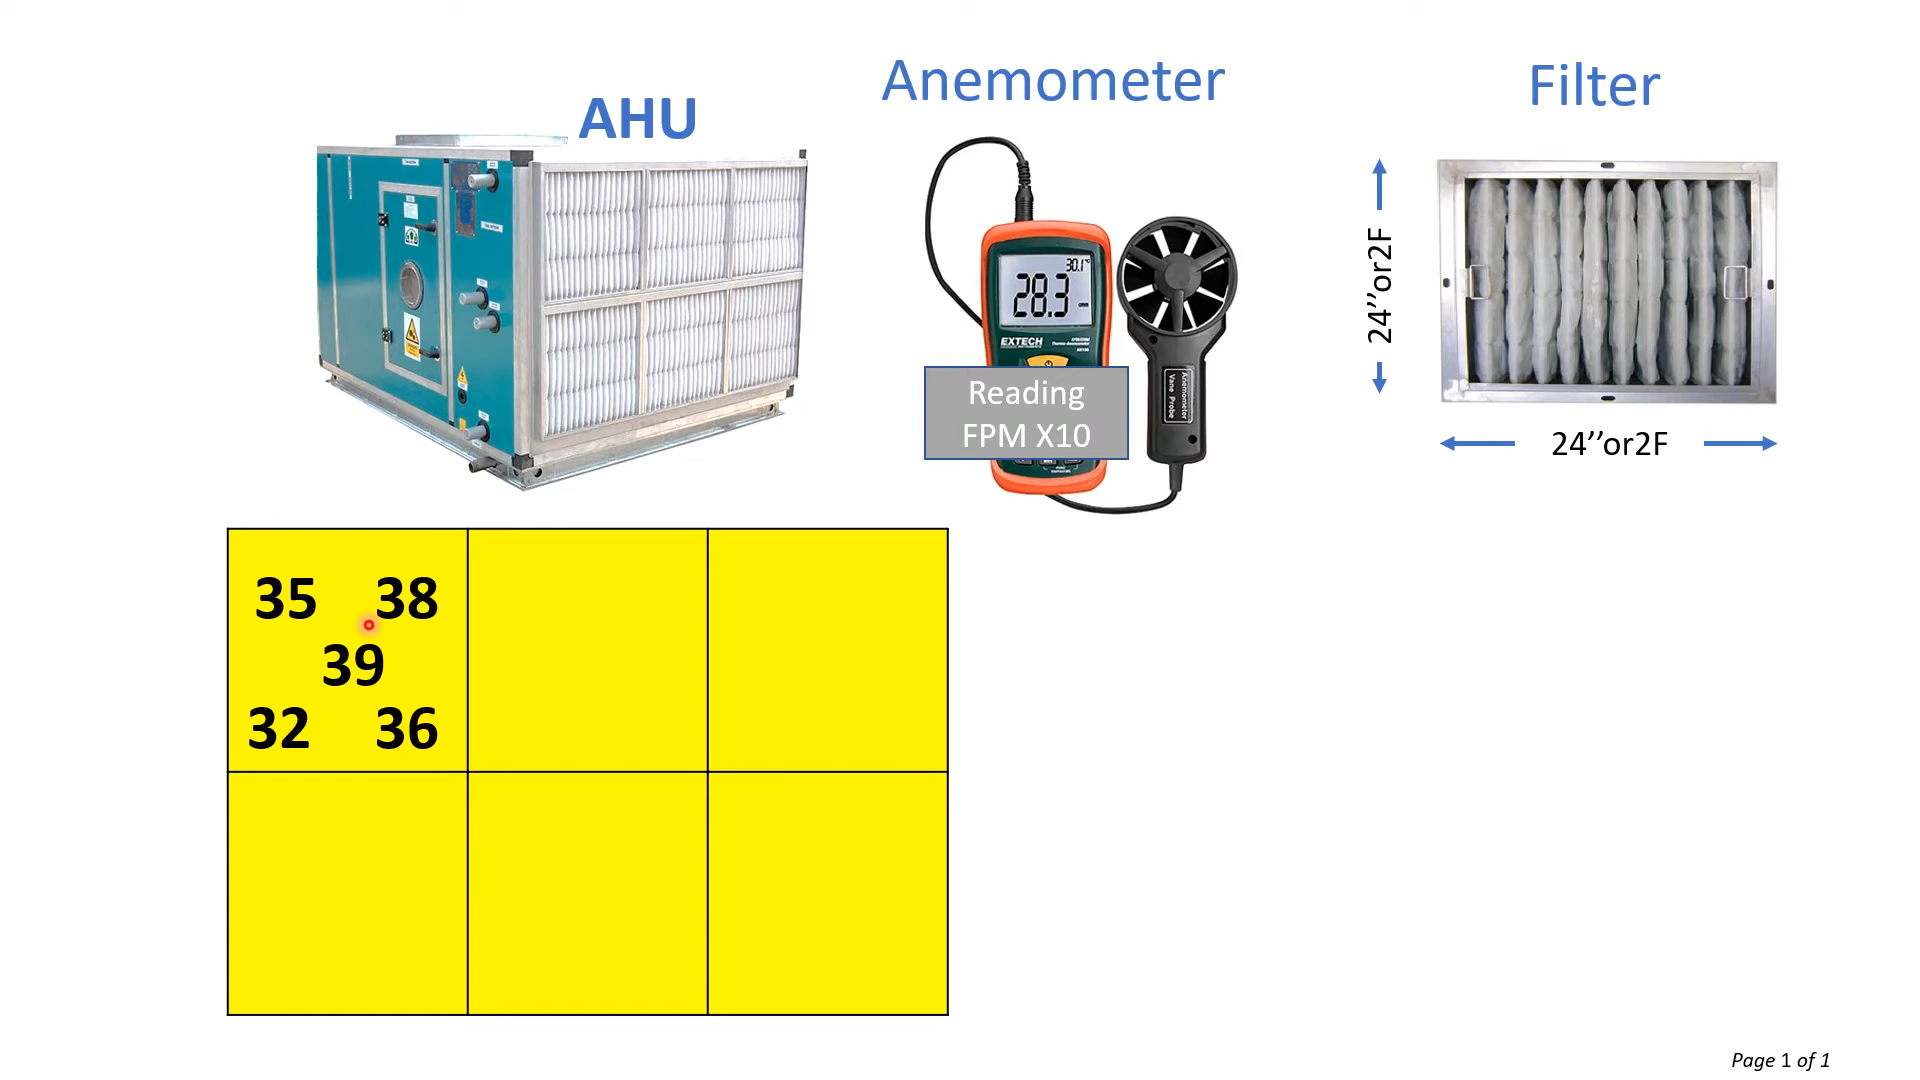 AHU
Anemometer
Filter
30.1°C
28.3
EXTECH
Reading
FPM X10
Anemometer
Vane Probe
24’’or2F
24’’or2F
35 38
39
32 36
Page 1 of 1